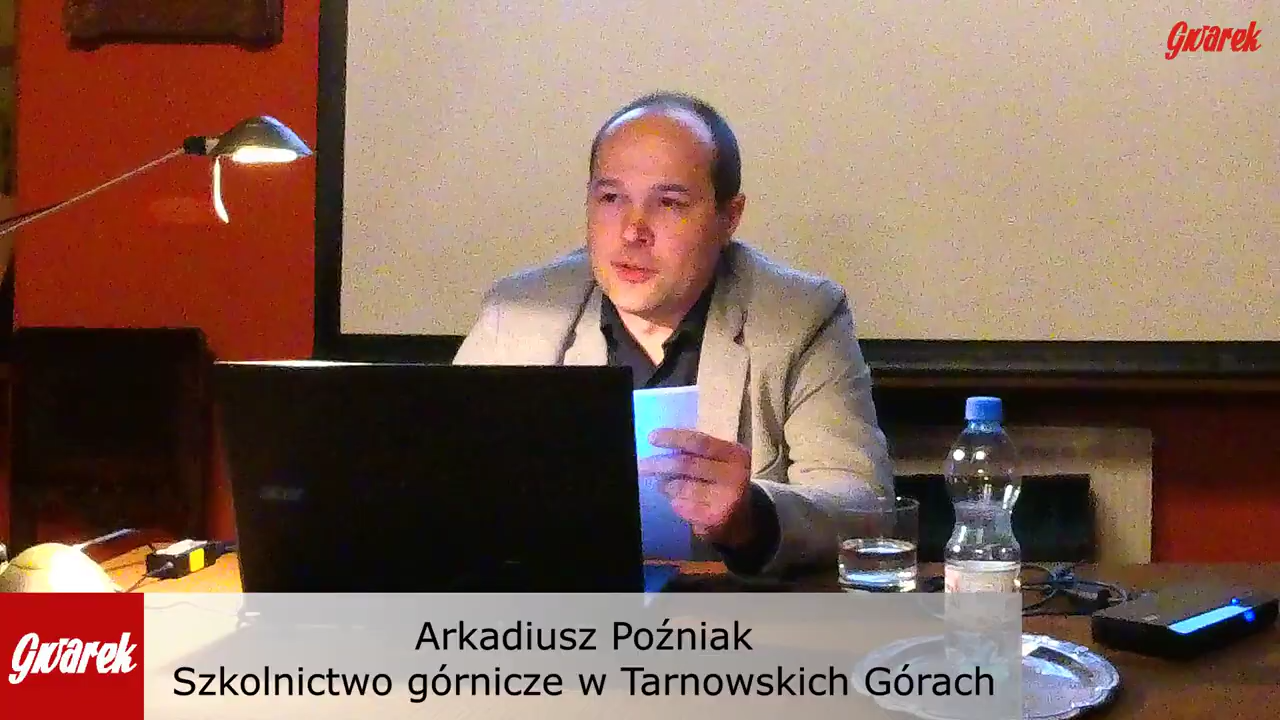 Gwarek
Arkadiusz Poźniak
Gwarek
Szkolnictwo górnicze w Tarnowskich Górach